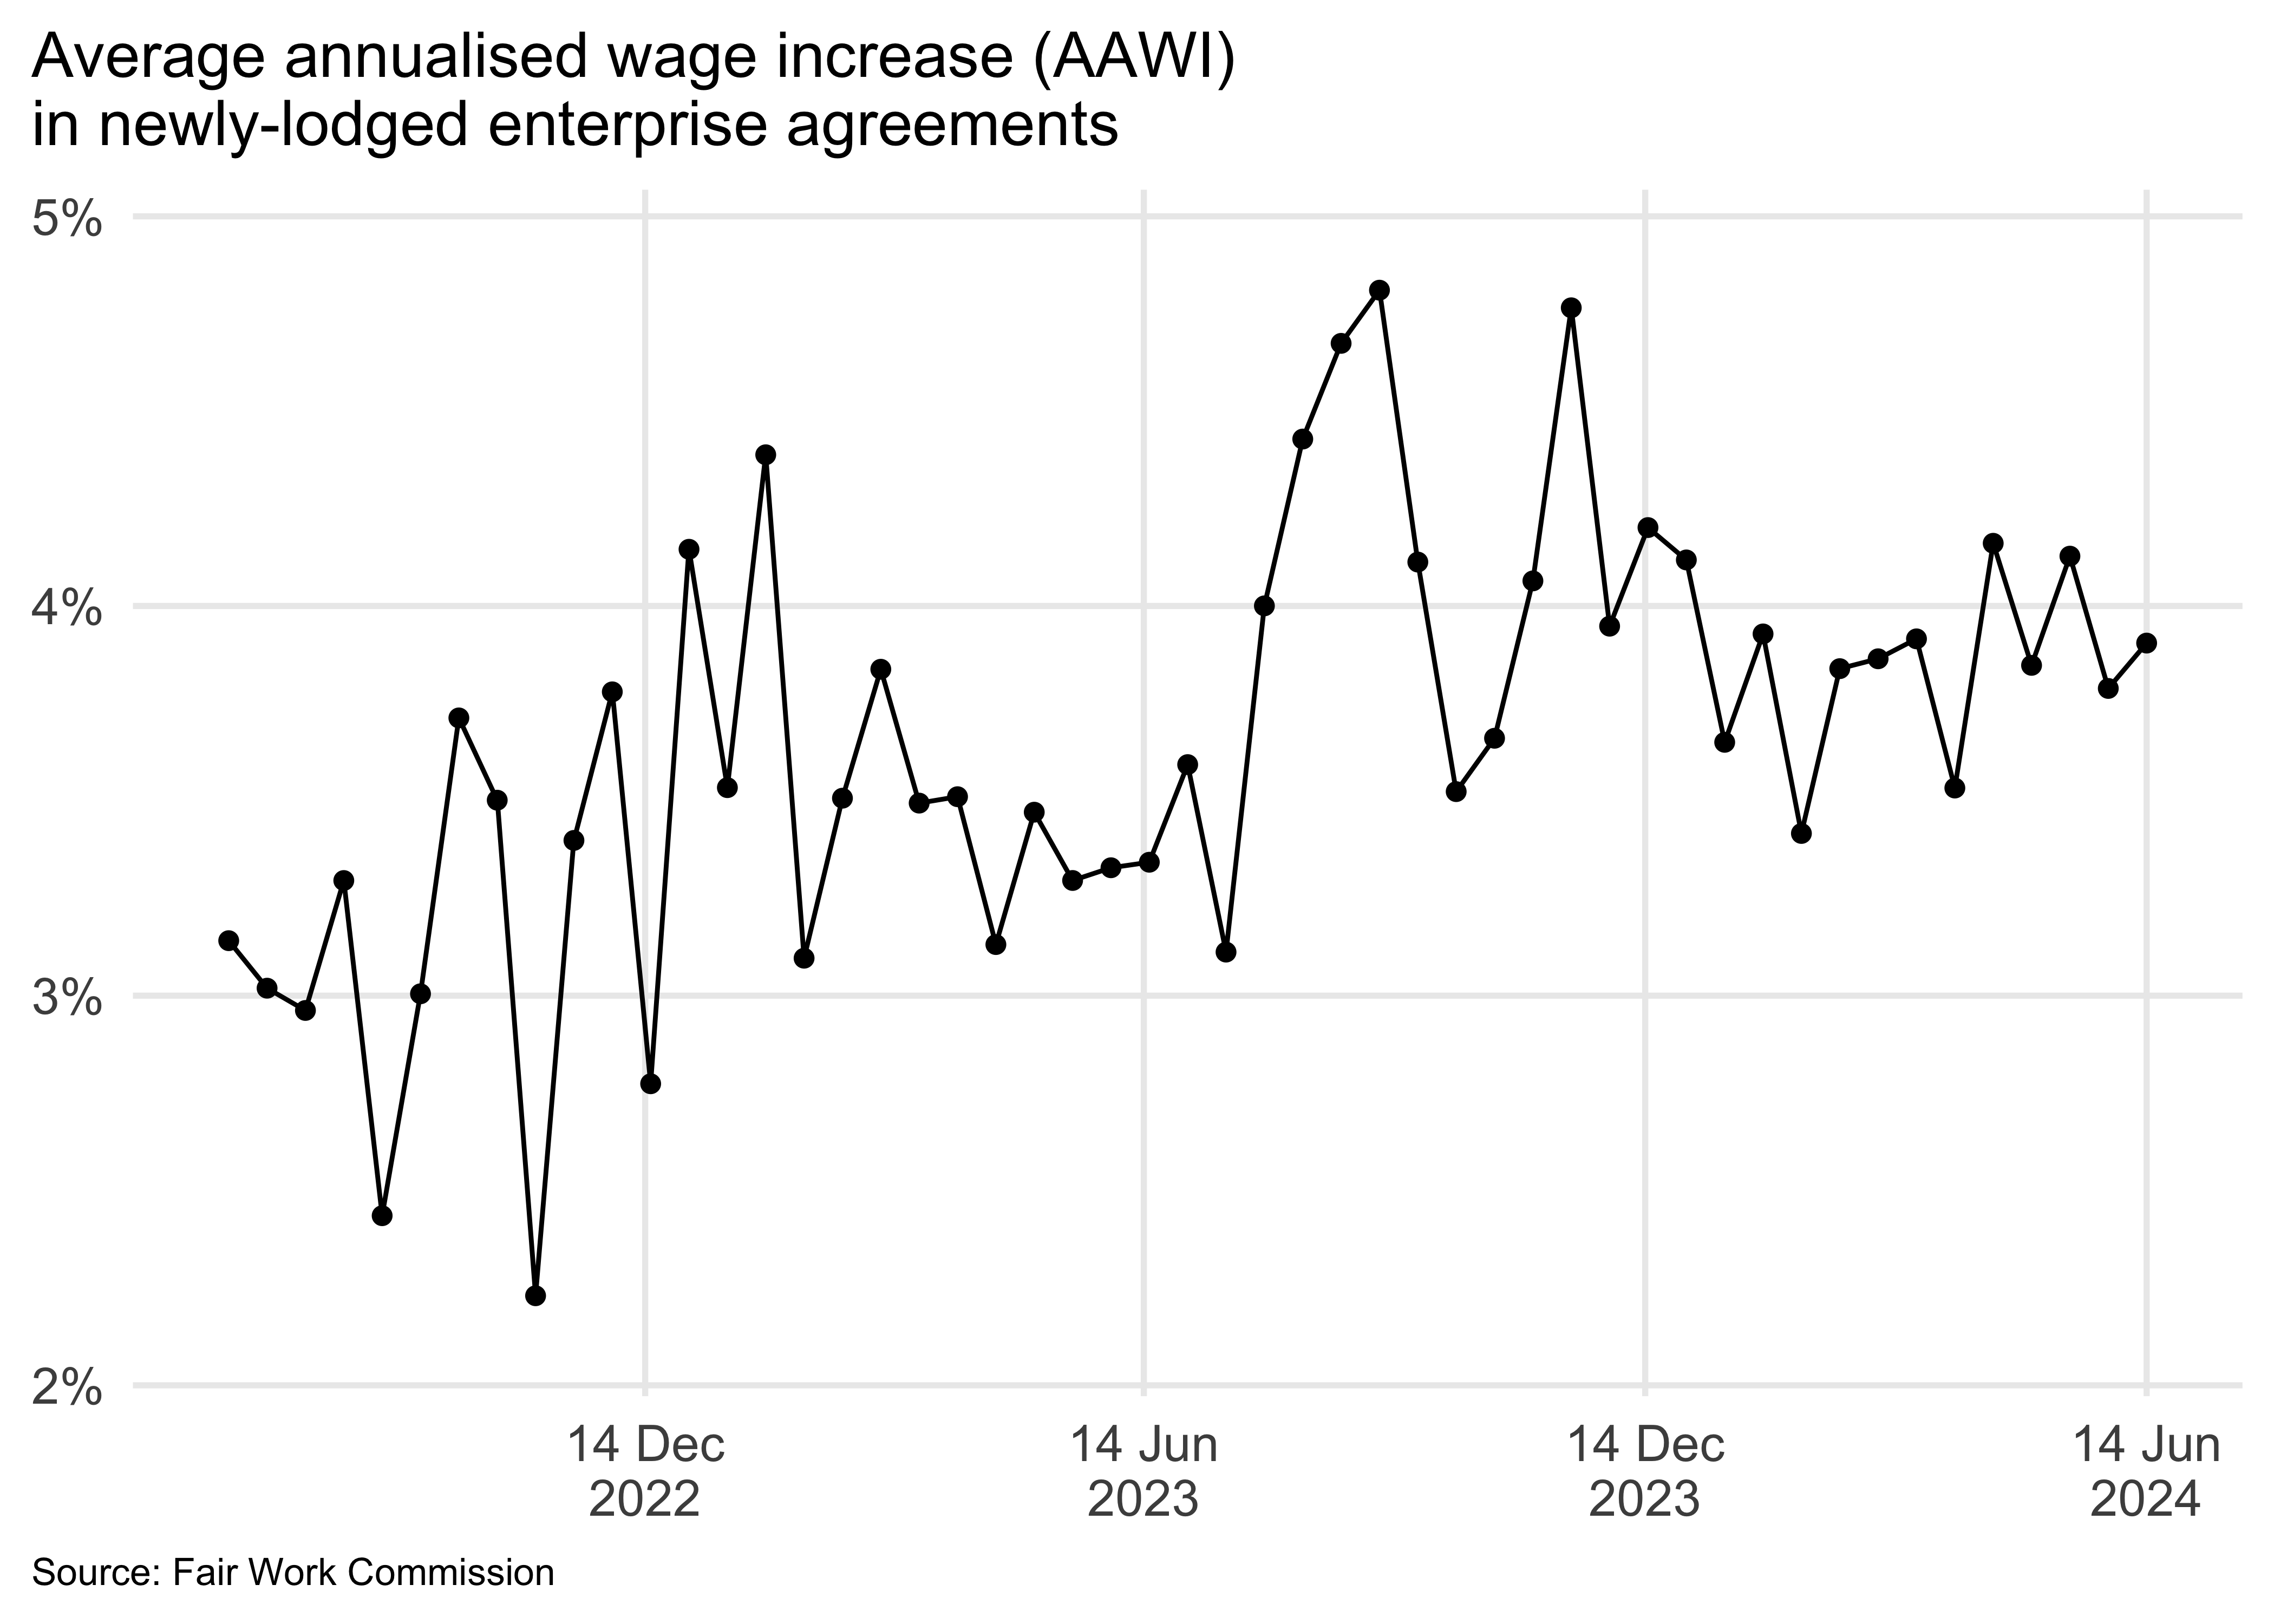 Average annualised wage increase (AAWI)
in newly-lodged enterprise agreements
5%
4%
3%
2%
14 Dec
2022
14 Jun
2023
14 Dec
2023
14 Jun
2024
Source: Fair Work Commission